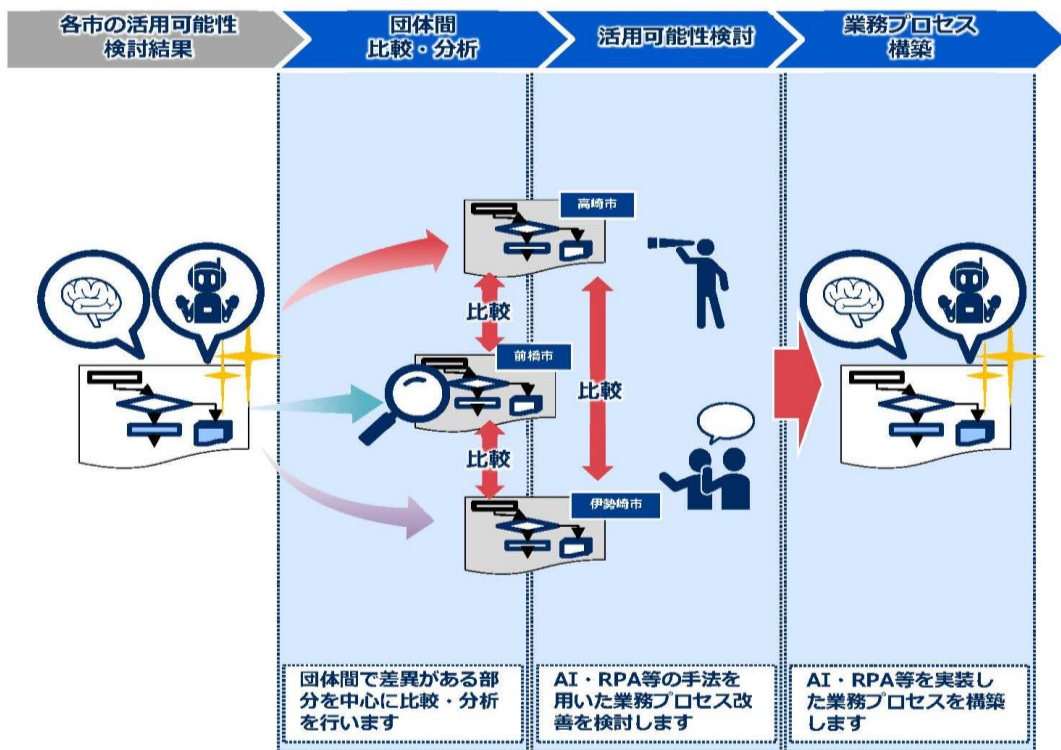 各市の活用可能性
検討結果
団体間
比較・分析
活用可能性検討
業務プロセス
構築
高崎市
比較
前橋市
比較
比較
伊勢崎市
団体間で差異がある部
分を中心に比較・分析
を行います
AI・RPA等の手法を
用いた業務プロセス改
善を検討します
AI・RPA等を実装し
た業務プロセスを構築
します